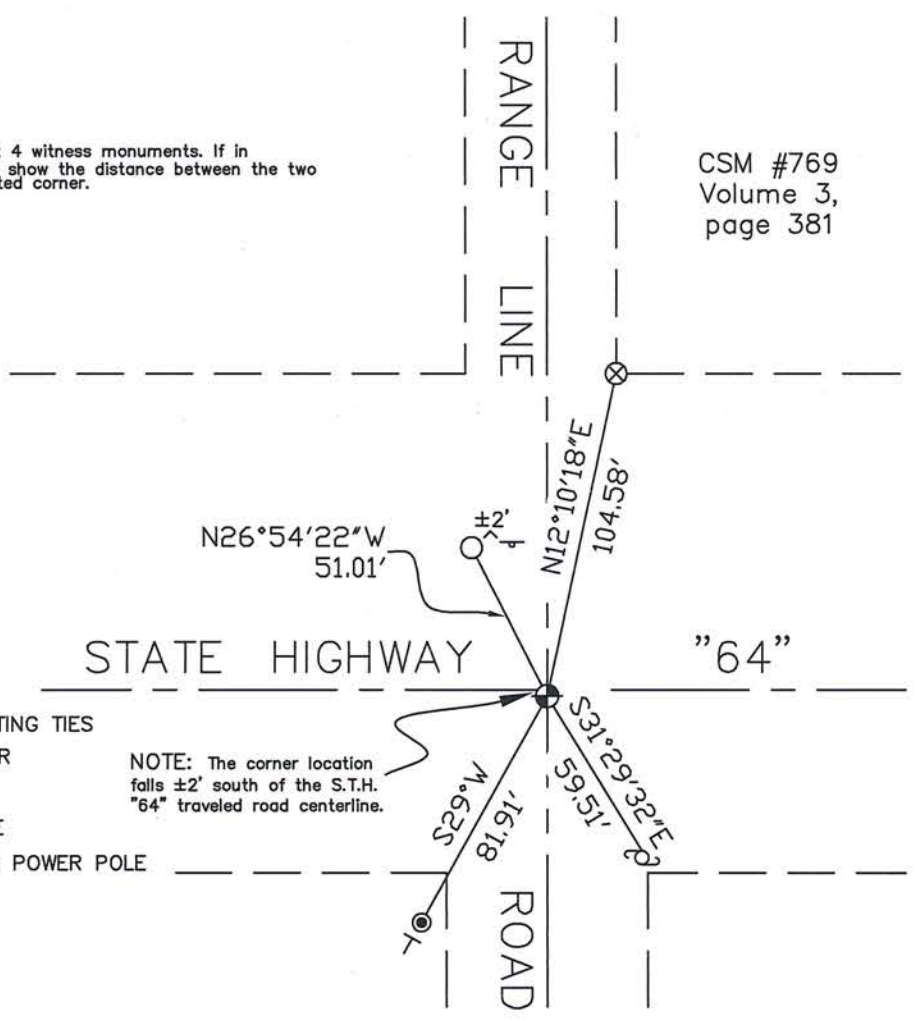 4 witness monuments. If in
show the distance between the two
ted corner.
RANGE LINE
CSM #769
Volume 3,
page 381
±2'
N12°10'18"E
104.58'
N26°54'22"W
51.01'
STATE HIGHWAY "64"
TING TIES
R
NOTE: The corner location
falls ±2' south of the S.T.H.
"64" traveled road centerline.
E
POWER POLE
S29°W
81.91'
S31°29'32"E
59.51'
ROAD